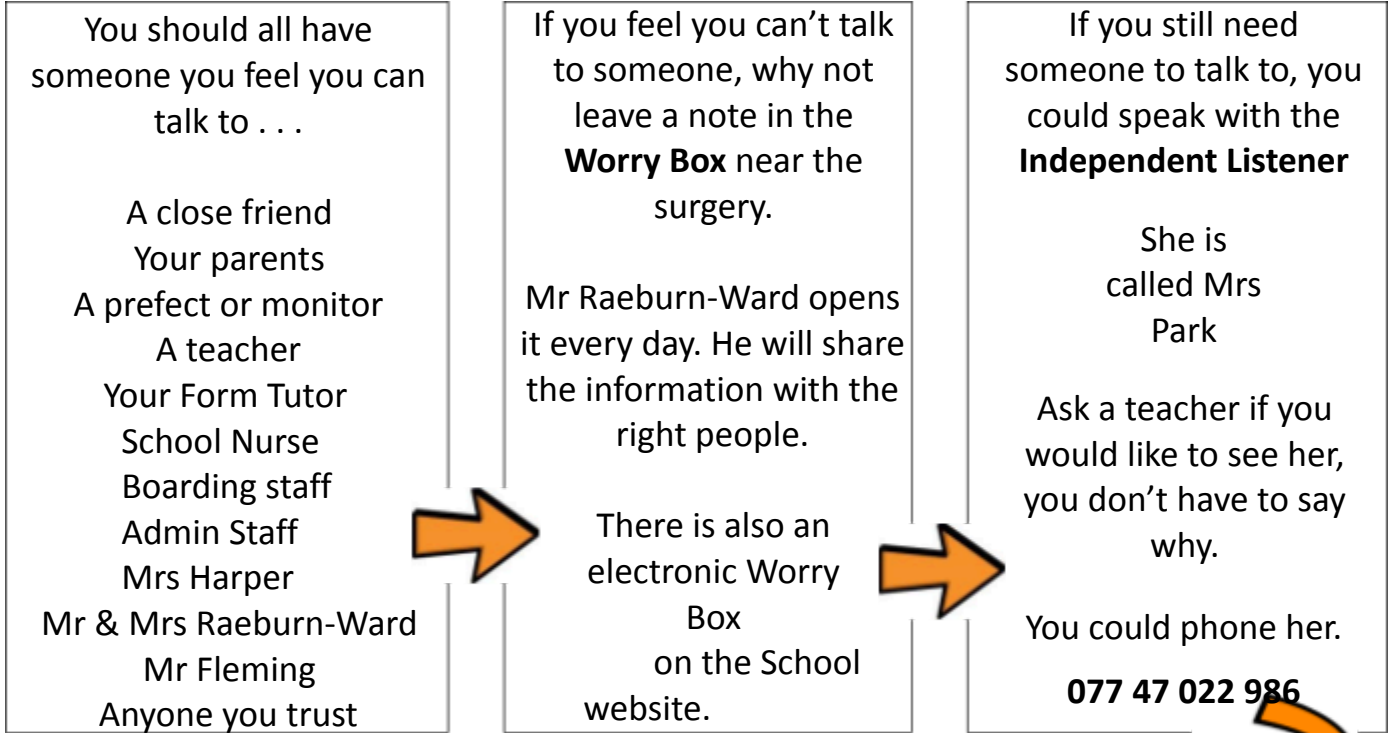 You should all have
someone you feel you can
talk to . . .
A close friend
Your parents
A prefect or monitor
A teacher
Your Form Tutor
School Nurse
Boarding staff
Admin Staff
Mrs Harper
Mr & Mrs Raeburn-Ward
Mr Fleming
Anyone you trust
If you feel you can’t talk
to someone, why not
leave a note in the
Worry Box near the
surgery.
Mr Raeburn-Ward opens
it every day. He will share
the information with the
right people.
There is also an
electronic Worry
Box
on the School
website.
If you still need
someone to talk to, you
could speak with the
Independent Listener
She is
called Mrs
Park
Ask a teacher if you
would like to see her,
you don’t have to say
why.
You could phone her.
077 47 022 986